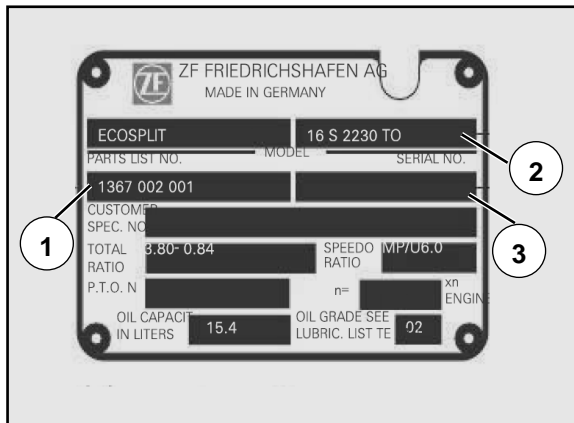 ZF
ZF FRIEDRICHSHAFEN AG
MADE IN GERMANY
ECOSPLIT 16 S 2230 TO
PARTS LIST NO. MODEL SERIAL NO.
1367 002 001
CUSTOMER
SPEC. NO
TOTAL RATIO 3.80- 0.84 SPEEDO RATIO MP/U6.0
P.T.O. N n= xn ENGINE
OIL CAPACIT IN LITERS 15.4 OIL GRADE SEE LUBRIC. LIST TE 02
1
2
3